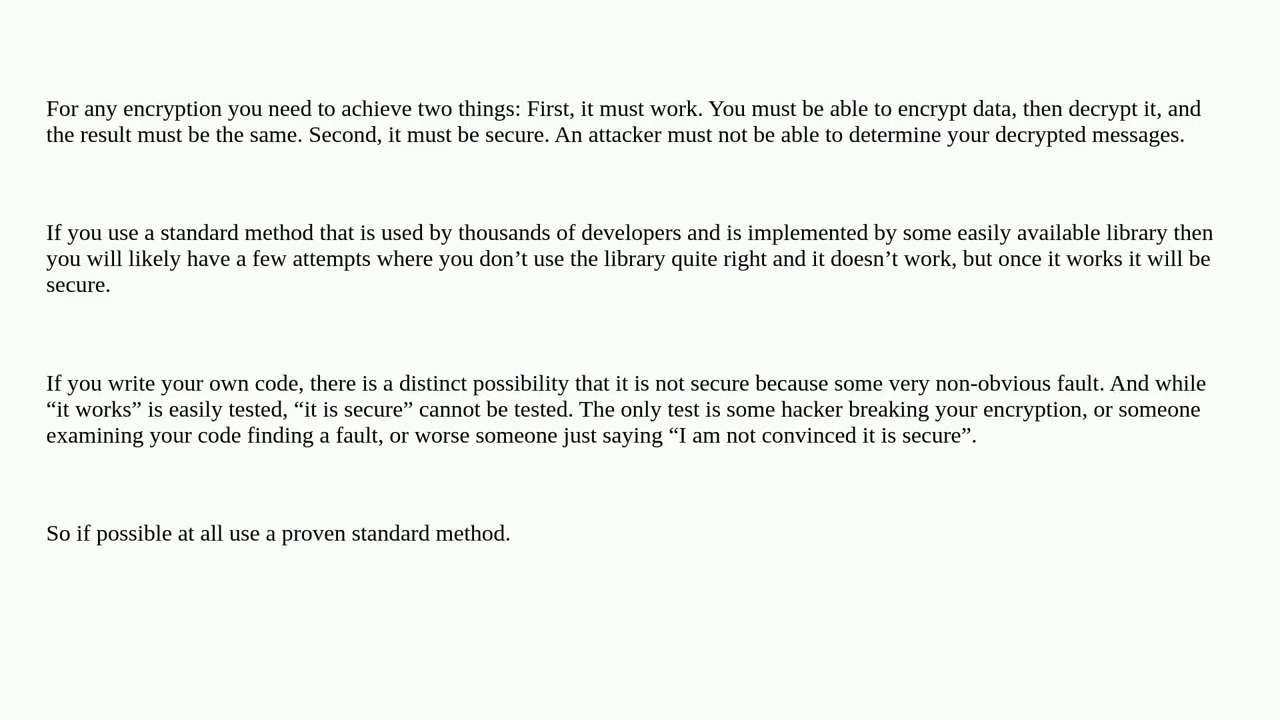 For any encryption you need to achieve two things: First, it must work. You must be able to encrypt data, then decrypt it, and
the result must be the same. Second, it must be secure. An attacker must not be able to determine your decrypted messages.
If you use a standard method that is used by thousands of developers and is implemented by some easily available library then
you will likely have a few attempts where you don’t use the library quite right and it doesn’t work, but once it works it will be
secure.
If you write your own code, there is a distinct possibility that it is not secure because some very non-obvious fault. And while
“it works” is easily tested, “it is secure” cannot be tested. The only test is some hacker breaking your encryption, or someone
examining your code finding a fault, or worse someone just saying “I am not convinced it is secure”.
So if possible at all use a proven standard method.